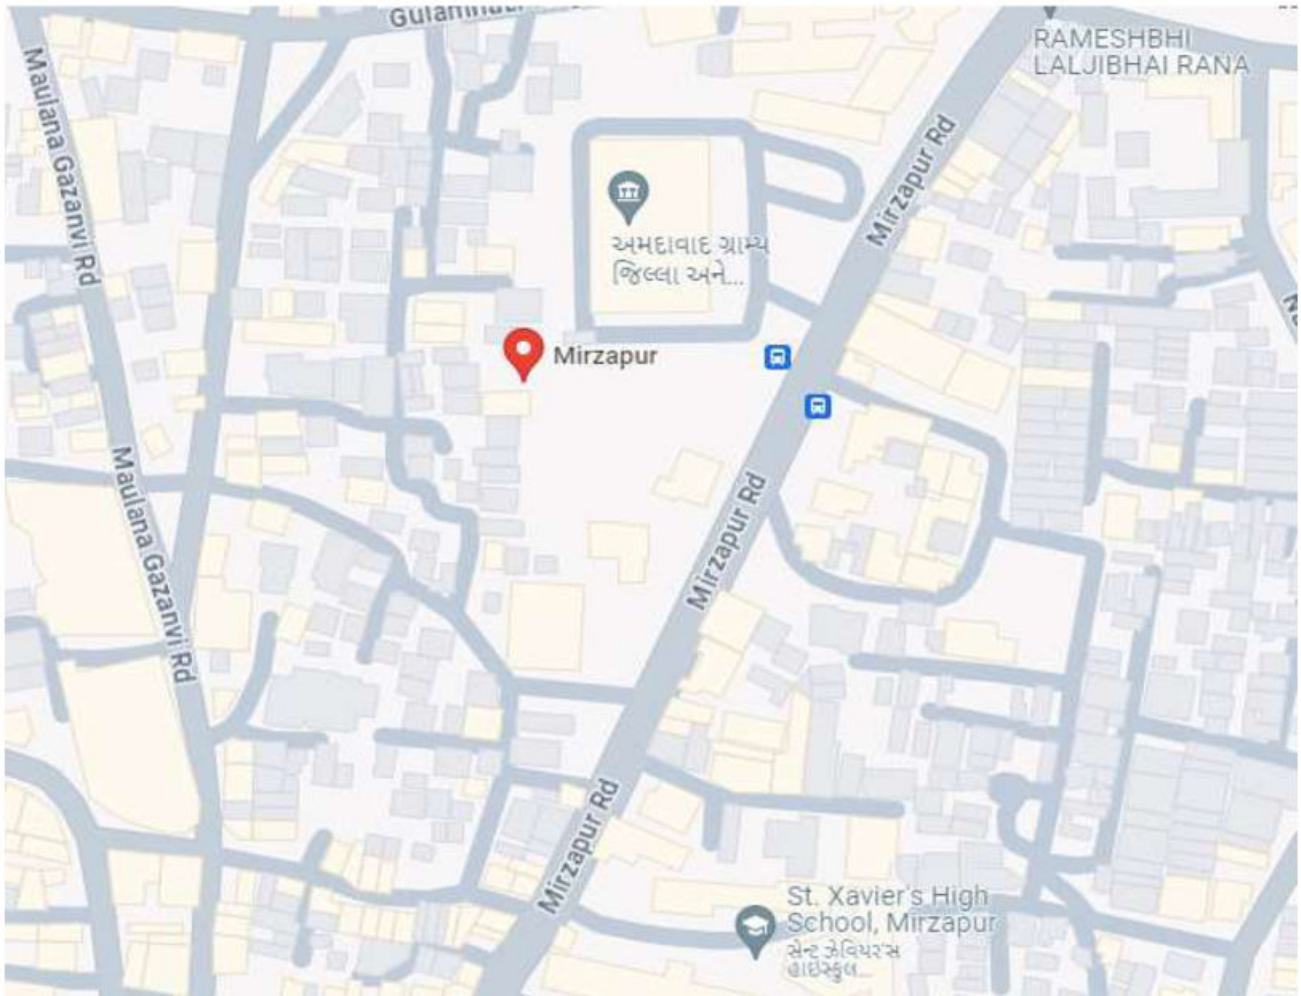 RAMESHBHI
LALJIBHAI RANA
Maulana Gazanvi Rd
Mirzapur Rd
અમદાવાદ ગ્રામ્ય
જિલ્લા અને...
Mirzapur
Maulana Gazanvi Rd
Mirzapur Rd
Mirzapur Rd
St. Xavier's High
School, Mirzapur
સેન્ટ ઝેવિયર્સ
હાઇસ્કુલ...